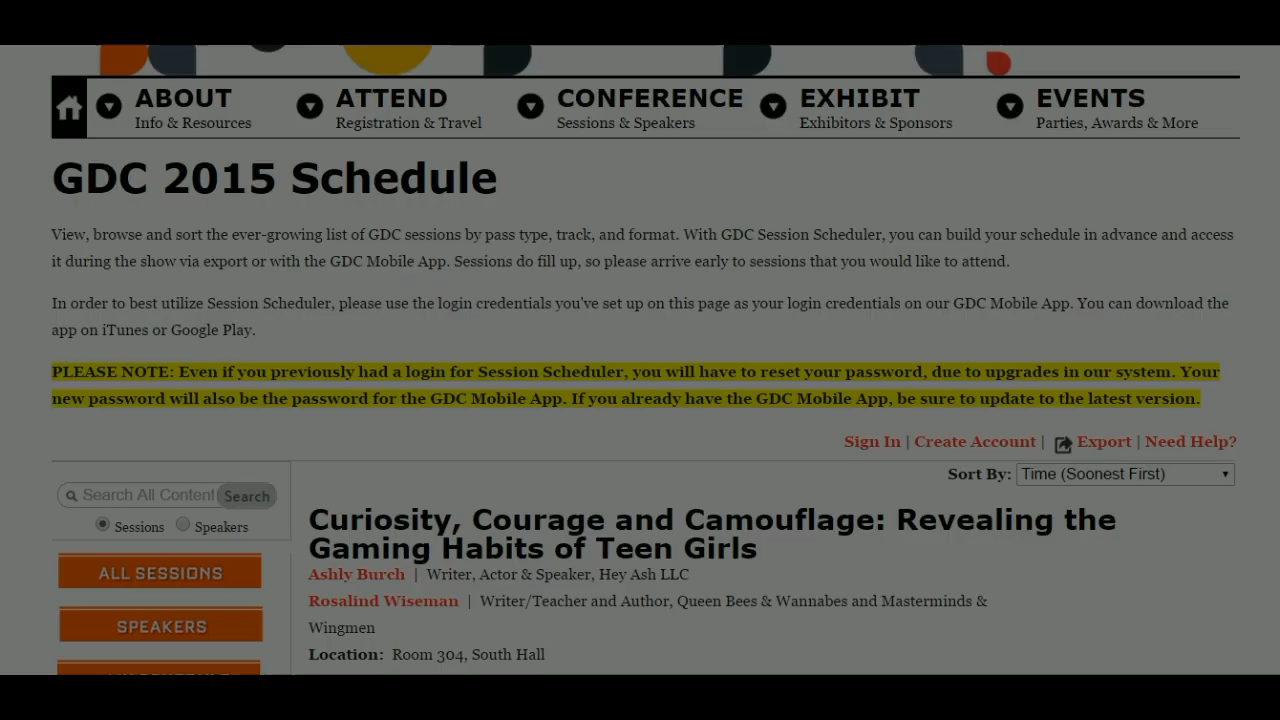 ABOUT
Info & Resources
ATTEND
Registration & Travel
CONFERENCE
Sessions & Speakers
EXHIBIT
Exhibitors & Sponsors
EVENTS
Parties, Awards & More
GDC 2015 Schedule
View, browse and sort the ever-growing list of GDC sessions by pass type, track, and format. With GDC Session Scheduler, you can build your schedule in advance and access
it during the show via export or with the GDC Mobile App. Sessions do fill up, so please arrive early to sessions that you would like to attend.
In order to best utilize Session Scheduler, please use the login credentials you've set up on this page as your login credentials on our GDC Mobile App. You can download the
app on iTunes or Google Play.
PLEASE NOTE: Even if you previously had a login for Session Scheduler, you will have to reset your password, due to upgrades in our system. Your
new password will also be the password for the GDC Mobile App. If you already have the GDC Mobile App, be sure to update to the latest version.
Sign In | Create Account | Export | Need Help?
Sort By: Time (Soonest First)
Search All Content Search
Sessions Speakers
ALL SESSIONS
SPEAKERS
Curiosity, Courage and Camouflage: Revealing the
Gaming Habits of Teen Girls
Ashly Burch | Writer, Actor & Speaker, Hey Ash LLC
Rosalind Wiseman | Writer/Teacher and Author, Queen Bees & Wannabes and Masterminds &
Wingmen
Location: Room 304, South Hall